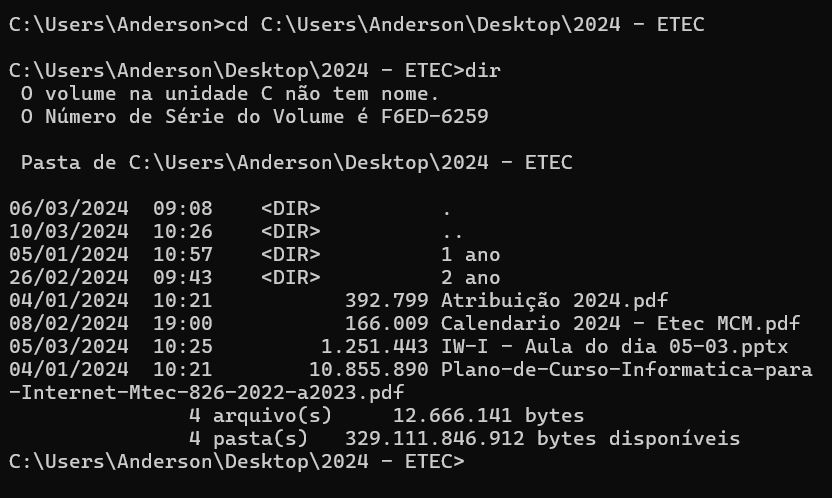 C:\Users\Anderson>cd C:\Users\Anderson\Desktop\2024 - ETEC
C:\Users\Anderson\Desktop\2024 - ETEC>dir
 O volume na unidade C não tem nome.
 O Número de Série do Volume é F6ED-6259
 Pasta de C:\Users\Anderson\Desktop\2024 - ETEC
06/03/2024  09:08    <DIR>          .
10/03/2024  10:26    <DIR>          ..
05/01/2024  10:57    <DIR>          1 ano
26/02/2024  09:43    <DIR>          2 ano
04/01/2024  10:21           392.799 Atribuição 2024.pdf
08/02/2024  19:00           166.009 Calendario 2024 - Etec MCM.pdf
05/03/2024  10:25         1.251.443 IW-I - Aula do dia 05-03.pptx
04/01/2024  10:21        10.855.890 Plano-de-Curso-Informatica-para
-Internet-Mtec-826-2022-a2023.pdf
               4 arquivo(s)     12.666.141 bytes
               4 pasta(s)   329.111.846.912 bytes disponíveis
C:\Users\Anderson\Desktop\2024 - ETEC>